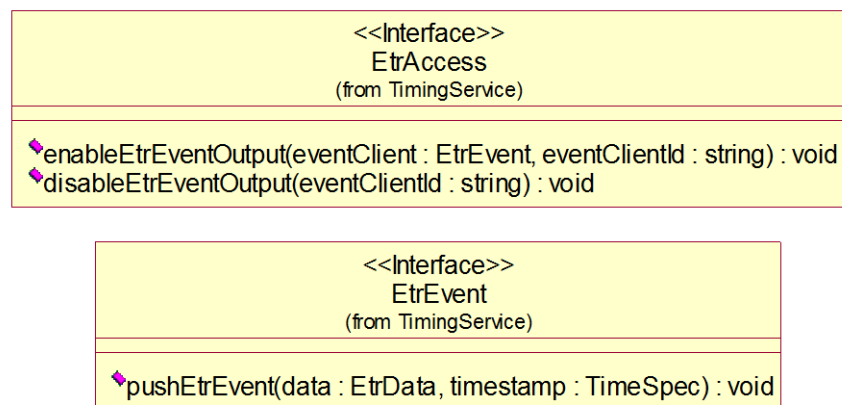 <<Interface>>
EtrAccess
(from TimingService)
enableEtrEventOutput(eventClient : EtrEvent, eventClientId : string) : void
disableEtrEventOutput(eventClientId : string) : void
<<Interface>>
EtrEvent
(from TimingService)
pushEtrEvent(data : EtrData, timestamp : TimeSpec) : void